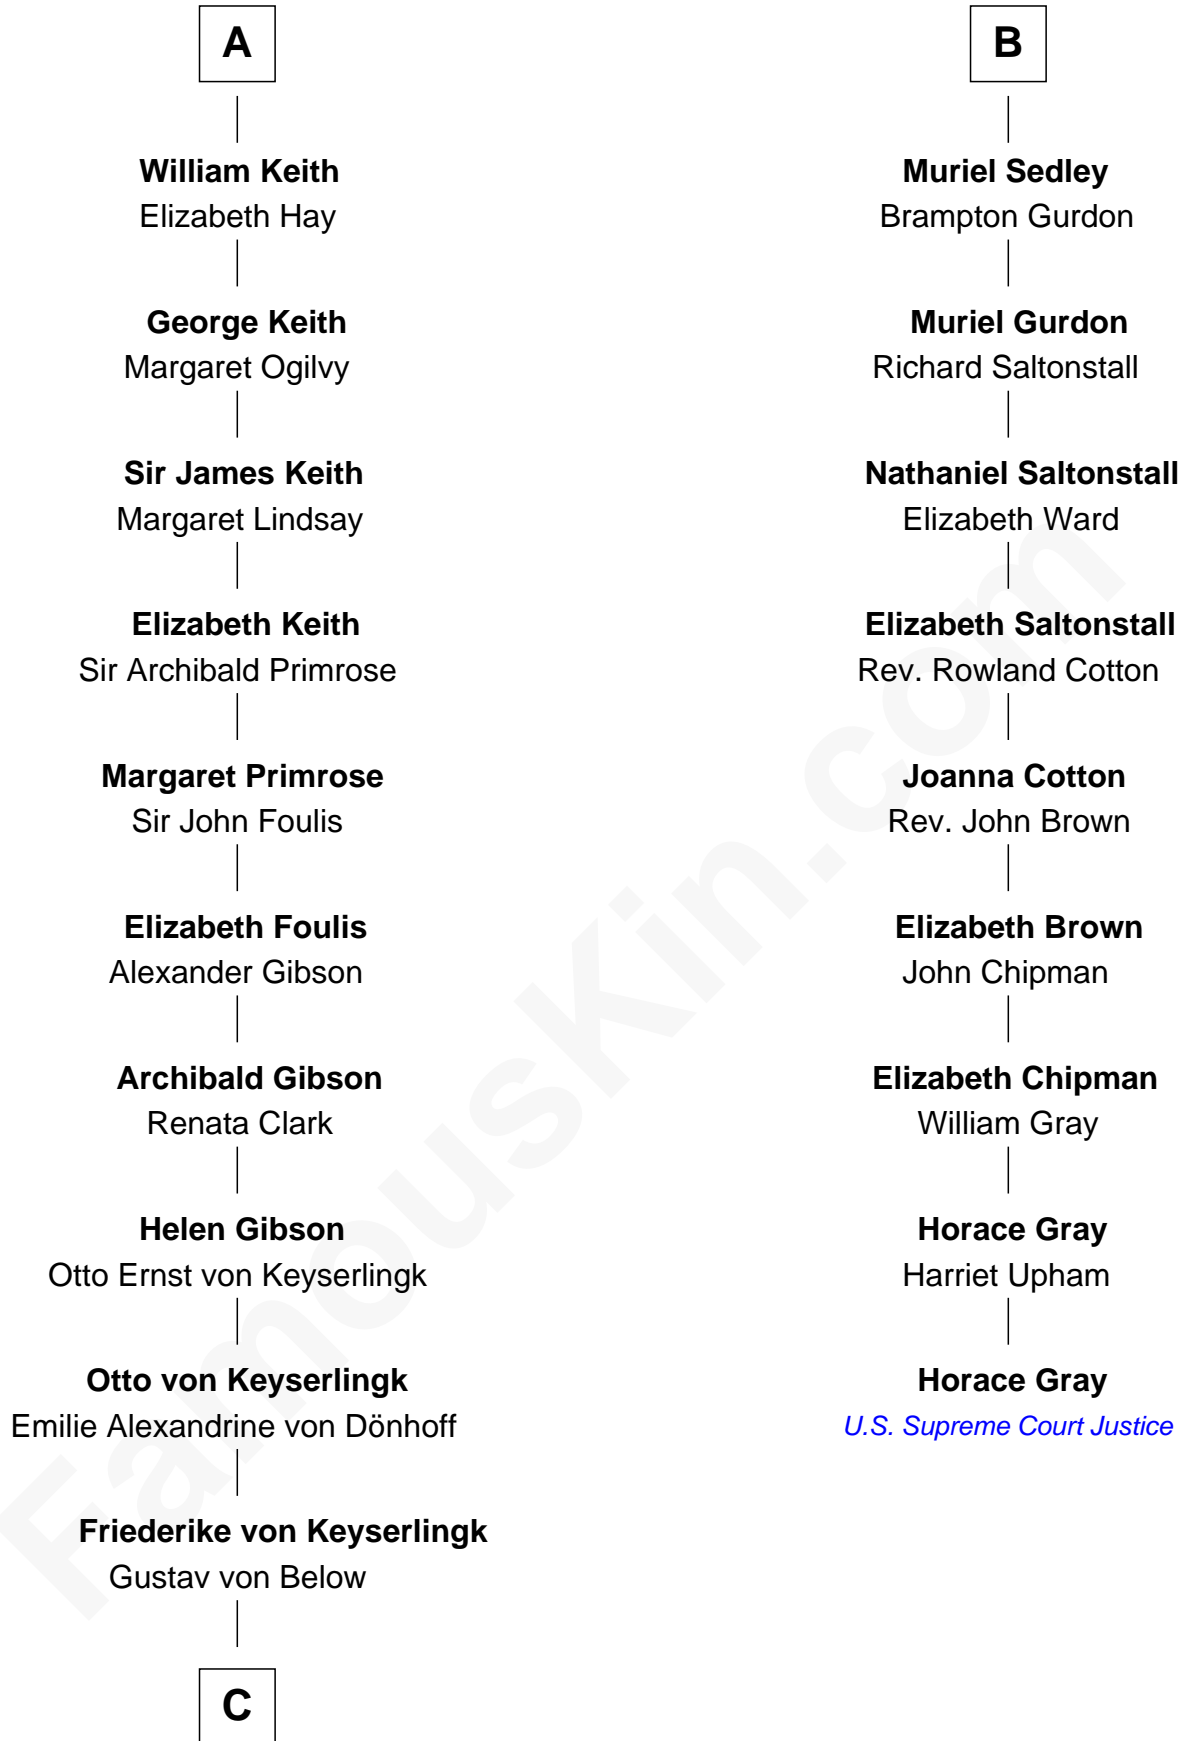 A
William Keith
Elizabeth Hay
George Keith
Margaret Ogilvy
Sir James Keith
Margaret Lindsay
Elizabeth Keith
Sir Archibald Primrose
Margaret Primrose
Sir John Foulis
Elizabeth Foulis
Alexander Gibson
Archibald Gibson
Renata Clark
Helen Gibson
Otto Ernst von Keyserlingk
Otto von Keyserlingk
Emilie Alexandrine von Dönhoff
Friederike von Keyserlingk
Gustav von Below
C
B
Muriel Sedley
Brampton Gurdon
Muriel Gurdon
Richard Saltonstall
Nathaniel Saltonstall
Elizabeth Ward
Elizabeth Saltonstall
Rev. Rowland Cotton
Joanna Cotton
Rev. John Brown
Elizabeth Brown
John Chipman
Elizabeth Chipman
William Gray
Horace Gray
Harriet Upham
Horace Gray
U.S. Supreme Court Justice
FamousKin.com